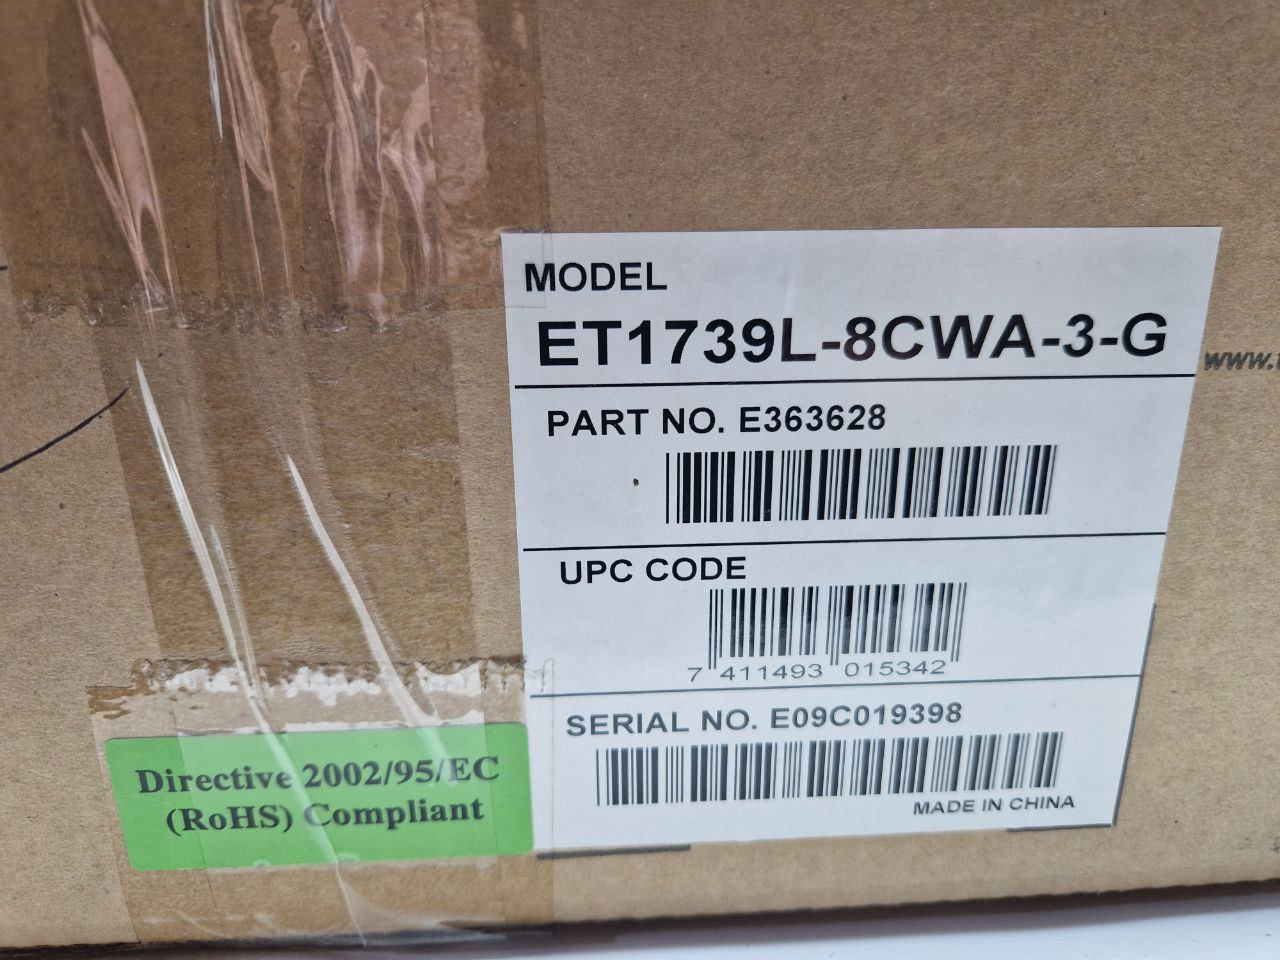 MODEL
ET1739L-8CWA-3-G
www.
PART NO. E363628
UPC CODE
7 411493 015342
SERIAL NO. E09C019398
MADE IN CHINA
Directive 2002/95/EC
(RoHS) Compliant